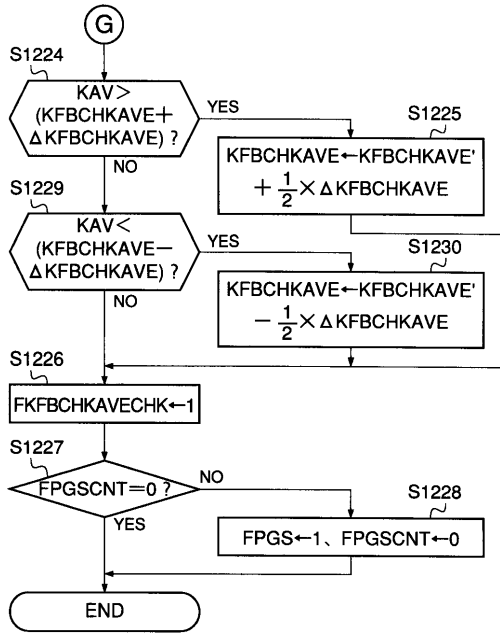 G
S1224
KAV>
(KFBCHKAVE+
ΔKFBCHKAVE) ?
YES
NO
S1225
KFBCHKAVE←KFBCHKAVE'
+ 1/2 × ΔKFBCHKAVE
S1229
KAV<
(KFBCHKAVE−
ΔKFBCHKAVE) ?
YES
NO
S1230
KFBCHKAVE←KFBCHKAVE'
− 1/2 × ΔKFBCHKAVE
S1226
FKFBCHKAVECHK←1
S1227
FPGSCNT=0 ?
NO
YES
S1228
FPGS←1、FPGSCNT←0
END